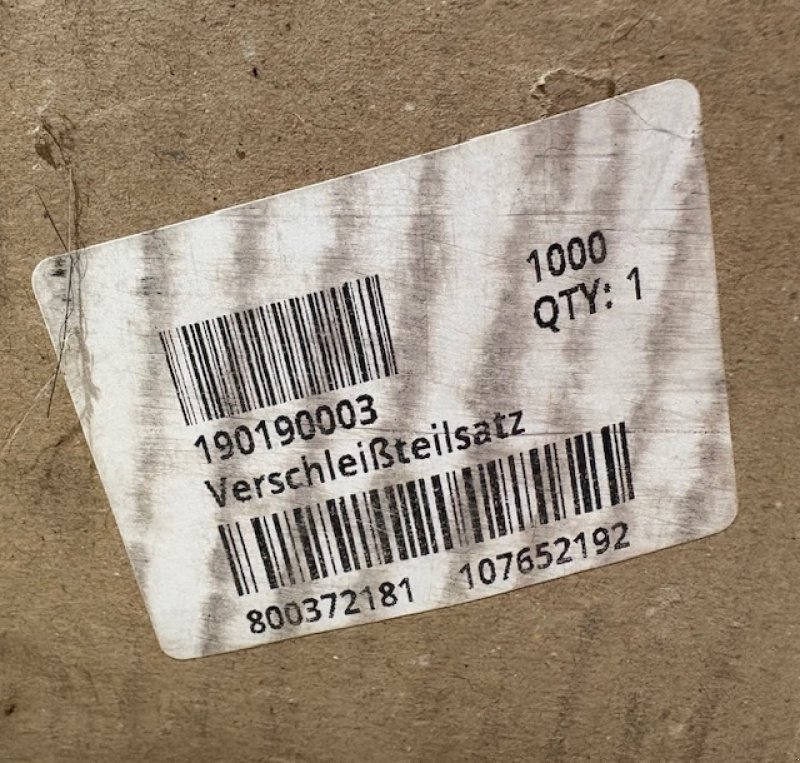 1000
QTY: 1
190190003
Verschleißteilsatz
800372181 107652192